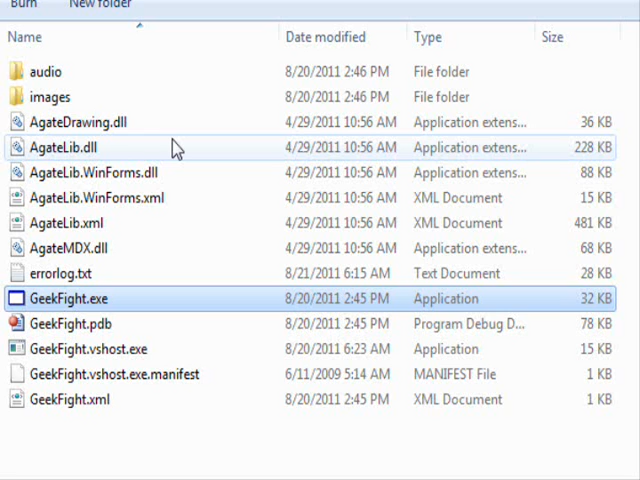 Burn New folder
Name Date modified Type Size
audio 8/20/2011 2:46 PM File folder
images 8/20/2011 2:46 PM File folder
AgateDrawing.dll 4/29/2011 10:56 AM Application extens... 36 KB
AgateLib.dll 4/29/2011 10:56 AM Application extens... 228 KB
AgateLib.WinForms.dll 4/29/2011 10:56 AM Application extens... 88 KB
AgateLib.WinForms.xml 4/29/2011 10:56 AM XML Document 15 KB
AgateLib.xml 4/29/2011 10:56 AM XML Document 481 KB
AgateMDX.dll 4/29/2011 10:56 AM Application extens... 68 KB
errorlog.txt 8/21/2011 6:15 AM Text Document 28 KB
GeekFight.exe 8/20/2011 2:45 PM Application 32 KB
GeekFight.pdb 8/20/2011 2:45 PM Program Debug D... 78 KB
GeekFight.vshost.exe 8/20/2011 6:23 AM Application 15 KB
GeekFight.vshost.exe.manifest 6/11/2009 5:14 AM MANIFEST File 1 KB
GeekFight.xml 8/20/2011 2:45 PM XML Document 1 KB